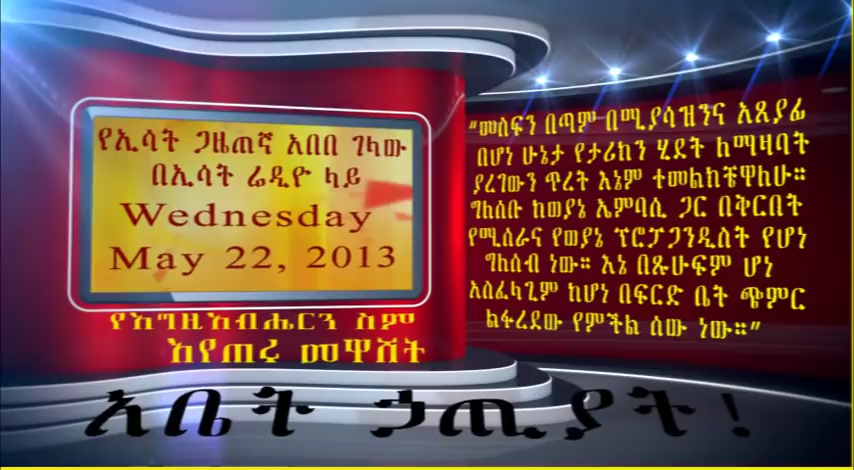 የኢሳት ጋዜጠኛ አበበ ገላው
በኢሳት ሬዲዮ ላይ
Wednesday
May 22, 2013
የእግዚአብሔርን ስም
እየጠሩ መዋሸት
"መስፍን በጣም በሚያሳዝንና አጸያፊ
በሆነ ሁኔታ የታሪክን ሂደት ለማዛባት
ያረገውን ጥረት እኔም ተመልክቼዋለሁ።
ግለሰቡ ከወያኔ ኤምባሲ ጋር በቅርበት
የሚሰራና የወያኔ ፕሮፓጋንዲስት የሆነ
ግለሰብ ነው። እኔ በጹሁፍም ሆነ
አስፈላጊም ከሆነ በፍርድ ቤት ጭምር
ልፋረደው የምችል ሰው ነው።"
አቤት ኃጢያት!